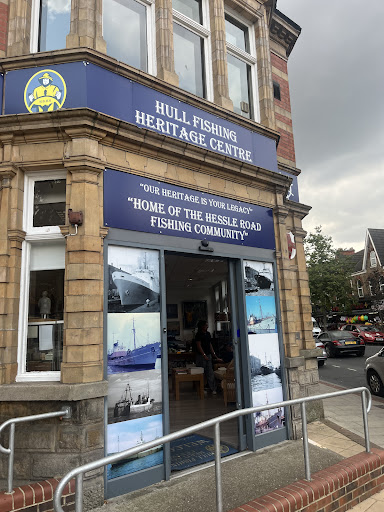 HULL FISHING
HERITAGE CENTRE
"OUR HERITAGE IS YOUR LEGACY"
"HOME OF THE HESSLE ROAD
FISHING COMMUNITY"